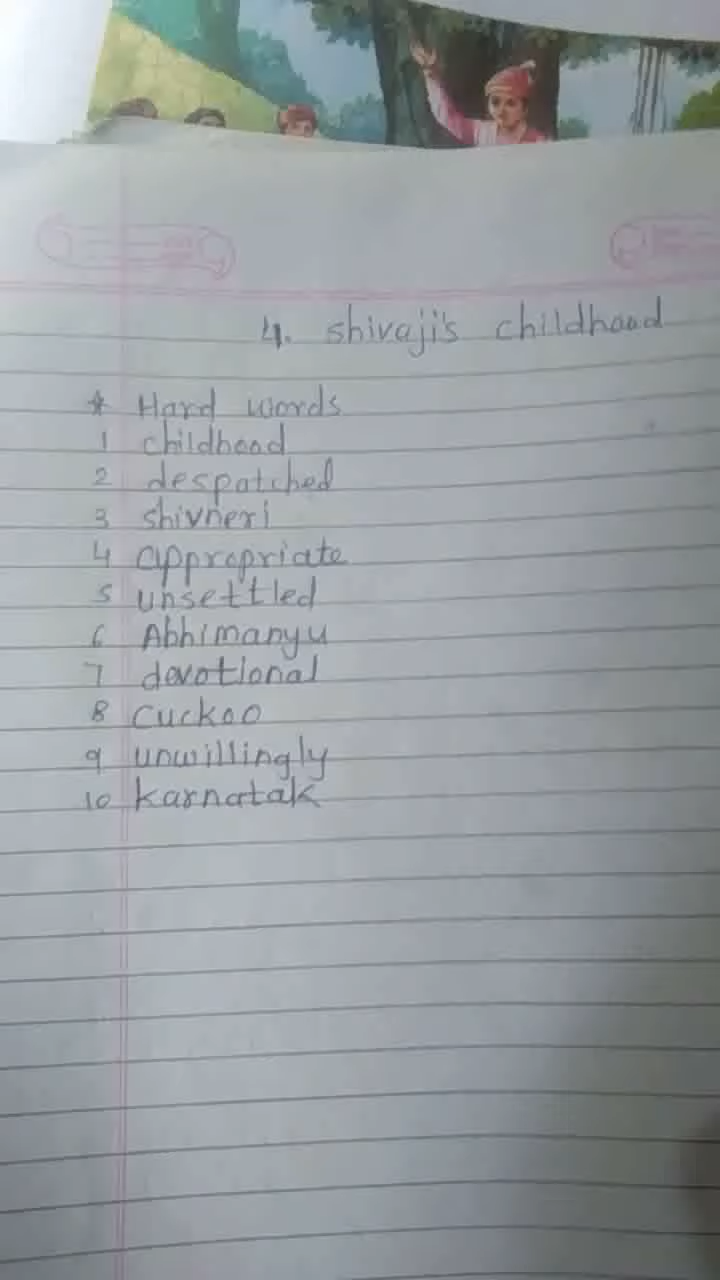 4. shivaji's childhood
* Hard words
1 childhood
2 despatched
3 shivneri
4 appropriate
5 unsettled
6 Abhimanyu
7 devotional
8 cuckoo
9 unwillingly
10 karnatak